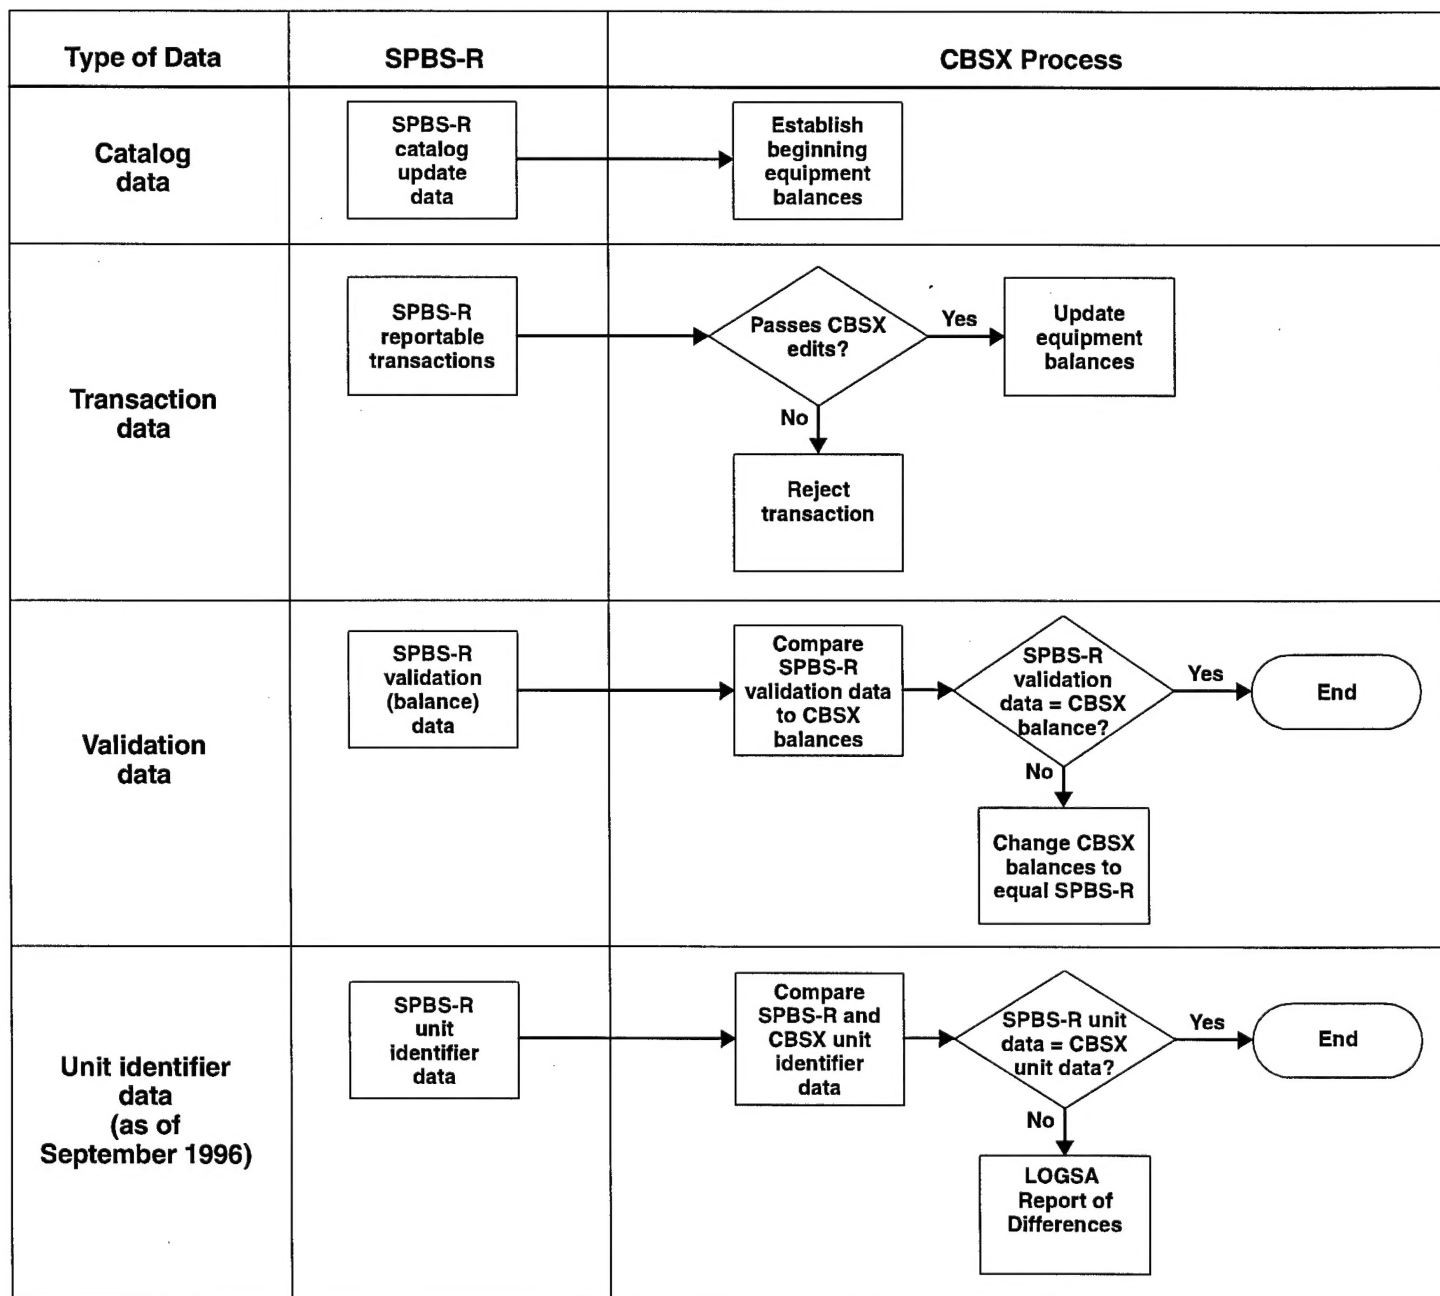 Type of Data
SPBS-R
CBSX Process
Catalog
data
SPBS-R
catalog
update
data
Establish
beginning
equipment
balances
Transaction
data
SPBS-R
reportable
transactions
Passes CBSX
edits?
Yes
Update
equipment
balances
No
Reject
transaction
Validation
data
SPBS-R
validation
(balance)
data
Compare
SPBS-R
validation data
to CBSX
balances
SPBS-R
validation
data = CBSX
balance?
Yes
End
No
Change CBSX
balances to
equal SPBS-R
Unit identifier
data
(as of
September 1996)
SPBS-R
unit
identifier
data
Compare
SPBS-R and
CBSX unit
identifier
data
SPBS-R unit
data = CBSX
unit data?
Yes
End
No
LOGSA
Report of
Differences